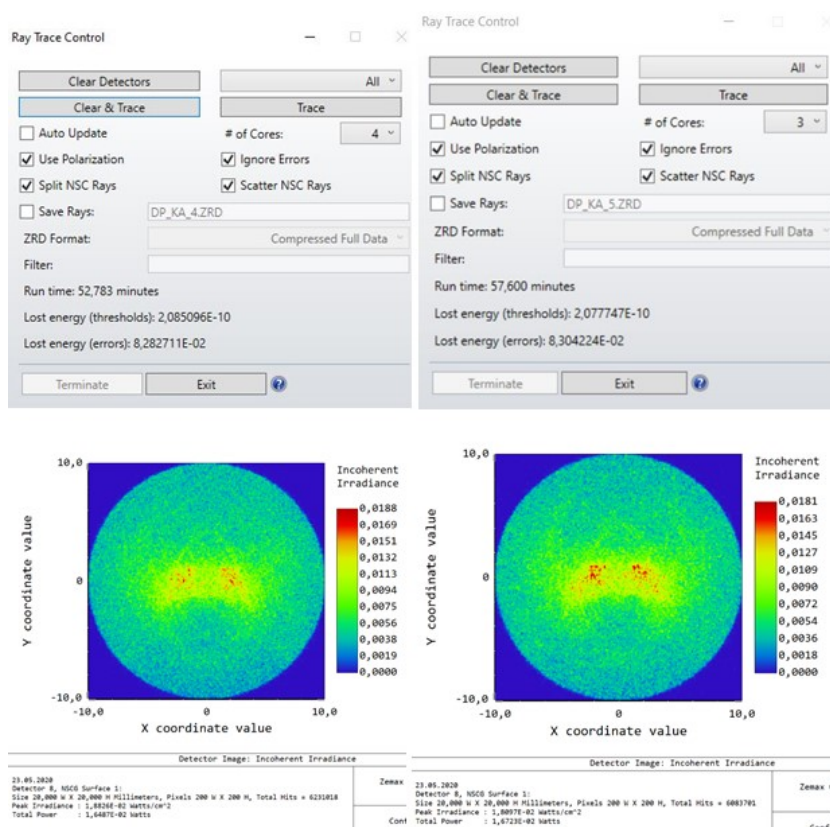 Ray Trace Control
Clear Detectors
All
Clear & Trace
Trace
Auto Update
# of Cores:
4
Use Polarization
Ignore Errors
Split NSC Rays
Scatter NSC Rays
Save Rays:
DP_KA_4.ZRD
ZRD Format:
Compressed Full Data
Filter:
Run time: 52,783 minutes
Lost energy (thresholds): 2,085096E-10
Lost energy (errors): 8,282711E-02
Terminate
Exit
Ray Trace Control
Clear Detectors
All
Clear & Trace
Trace
Auto Update
# of Cores:
3
Use Polarization
Ignore Errors
Split NSC Rays
Scatter NSC Rays
Save Rays:
DP_KA_5.ZRD
ZRD Format:
Compressed Full Data
Filter:
Run time: 57,600 minutes
Lost energy (thresholds): 2,077747E-10
Lost energy (errors): 8,304224E-02
Terminate
Exit
10,0
0
-10,0
Y coordinate value
-10,0
0
10,0
X coordinate value
Incoherent
Irradiance
0,0188
0,0169
0,0151
0,0132
0,0113
0,0094
0,0075
0,0056
0,0038
0,0019
0,0000
Detector Image: Incoherent Irradiance
23.05.2020
Detector 8, NSCG Surface 1:
Size 20,000 W X 20,000 H Millimeters, Pixels 200 W X 200 H, Total Hits = 6231018
Peak Irradiance : 1,8826E-02 Watts/cm^2
Total Power : 1,6487E-02 Watts
Zemax
10,0
0
-10,0
Y coordinate value
-10,0
0
10,0
X coordinate value
Incoherent
Irradiance
0,0181
0,0163
0,0145
0,0127
0,0109
0,0090
0,0072
0,0054
0,0036
0,0018
0,0000
Detector Image: Incoherent Irradiance
23.05.2020
Detector 8, NSCG Surface 1:
Size 20,000 W X 20,000 H Millimeters, Pixels 200 W X 200 H, Total Hits = 6083701
Peak Irradiance : 1,8097E-02 Watts/cm^2
Total Power : 1,6723E-02 Watts
Zemax